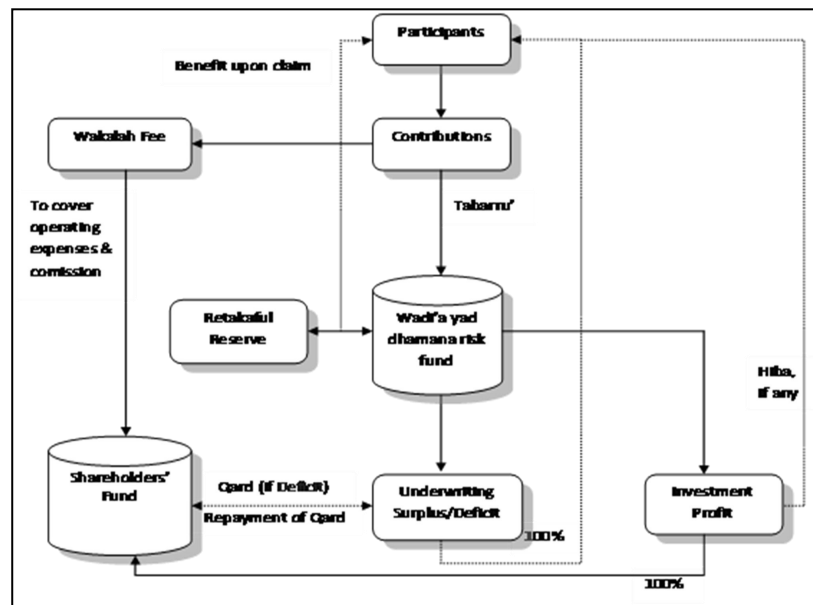 Participants
Benefit upon claim
Wakalah Fee
Contributions
To cover
operating
expenses &
comission
Tabarru'
Retakaful
Reserve
Wadi'a yad
dhamana risk
fund
Hiba,
if any
Shareholders'
Fund
Qard (if Deficit)
Repayment of Qard
Underwriting
Surplus/Deficit
100%
Investment
Profit
100%